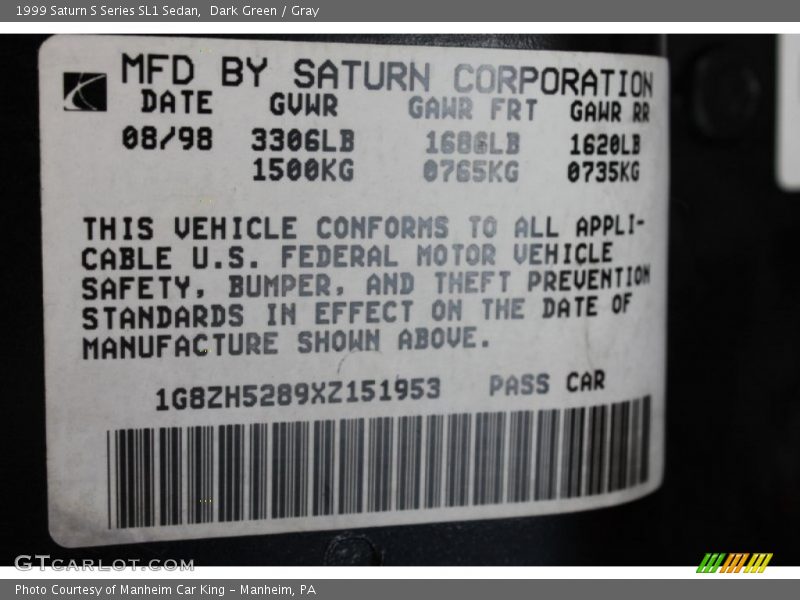 1999 Saturn S Series SL1 Sedan, Dark Green / Gray
MFD BY SATURN CORPORATION
DATE GVWR GAWR FRT GAWR RR
08/98 3306LB 1686LB 1620LB
1500KG 0765KG 0735KG
THIS VEHICLE CONFORMS TO ALL APPLI-
CABLE U.S. FEDERAL MOTOR VEHICLE
SAFETY, BUMPER, AND THEFT PREVENTION
STANDARDS IN EFFECT ON THE DATE OF
MANUFACTURE SHOWN ABOVE.
1G8ZH5289XZ151953 PASS CAR
GTCARLOT.COM
Photo Courtesy of Manheim Car King - Manheim, PA